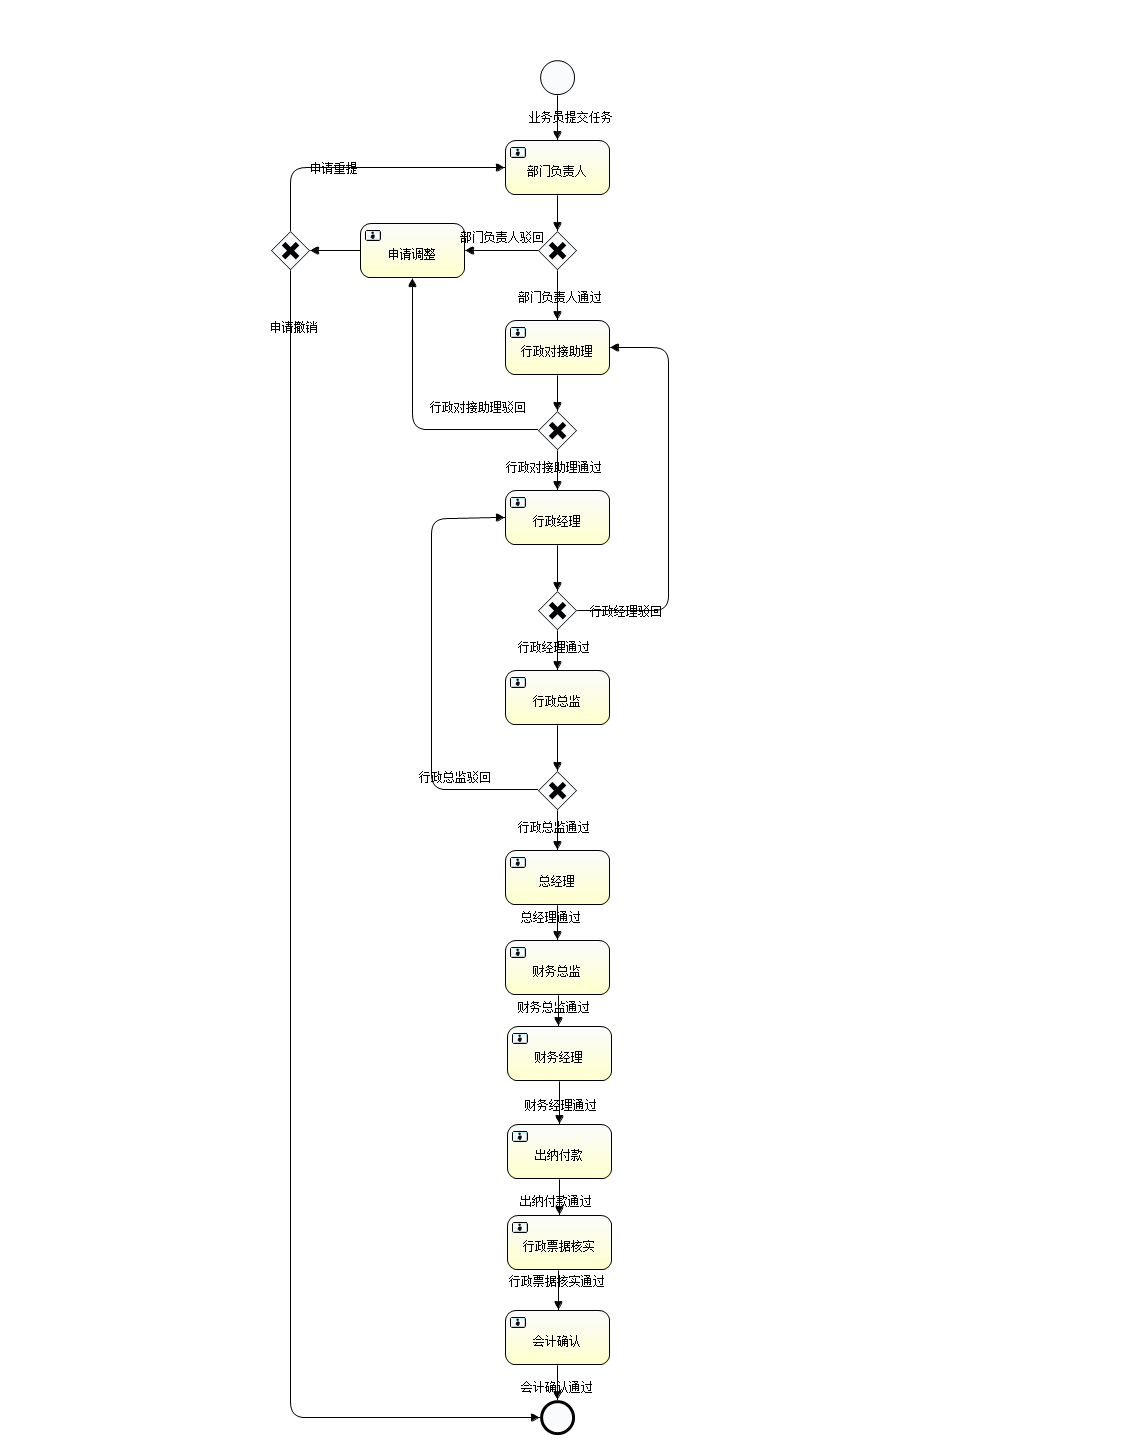 业务员提交任务
部门负责人
申请重提
部门负责人驳回
申请调整
部门负责人通过
申请撤销
行政对接助理
行政对接助理驳回
行政对接助理通过
行政经理
行政经理驳回
行政经理通过
行政总监
行政总监驳回
行政总监通过
总经理
总经理通过
财务总监
财务总监通过
财务经理
财务经理通过
出纳付款
出纳付款通过
行政票据核实
行政票据核实通过
会计确认
会计确认通过